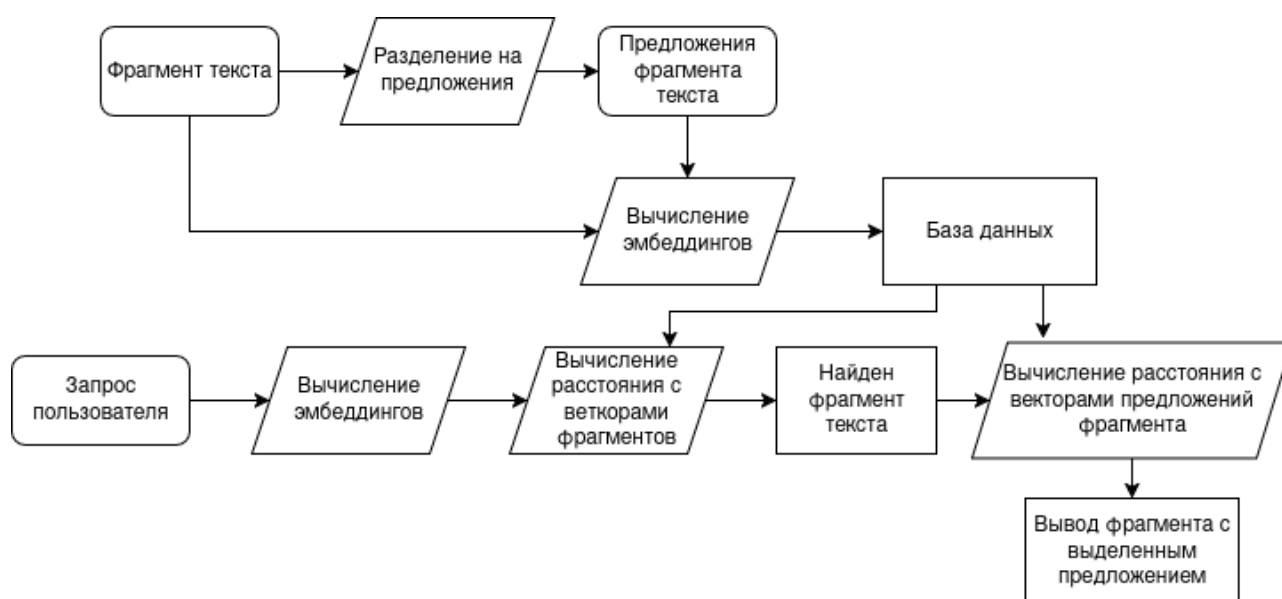 Фрагмент текста
Разделение на
предложения
Предложения
фрагмента
текста
Вычисление
эмбеддингов
База данных
Запрос
пользователя
Вычисление
эмбеддингов
Вычисление
расстояния с
веткорами
фрагментов
Найден
фрагмент
текста
Вычисление расстояния с
векторами предложений
фрагмента
Вывод фрагмента с
выделенным
предложением